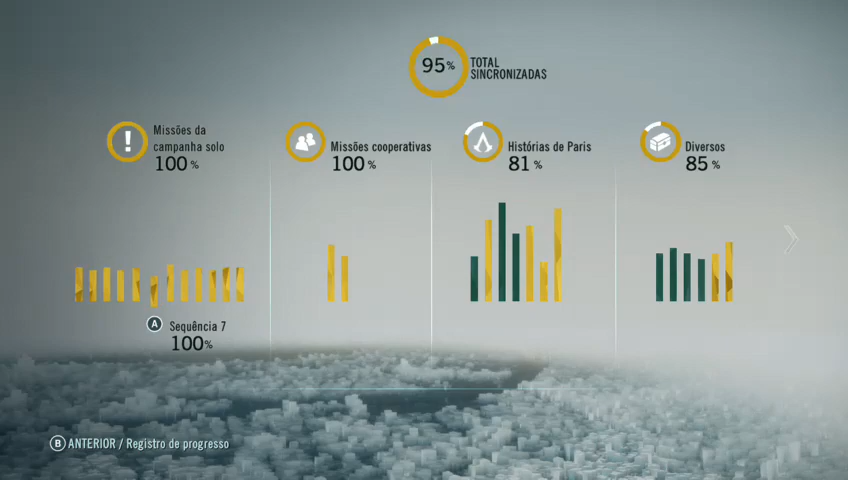 95%
TOTAL
SINCRONIZADAS
Missões da
campanha solo
100 %
Missões cooperativas
100 %
Histórias de Paris
81 %
Diversos
85 %
A Sequência 7
100%
B ANTERIOR / Registro de progresso